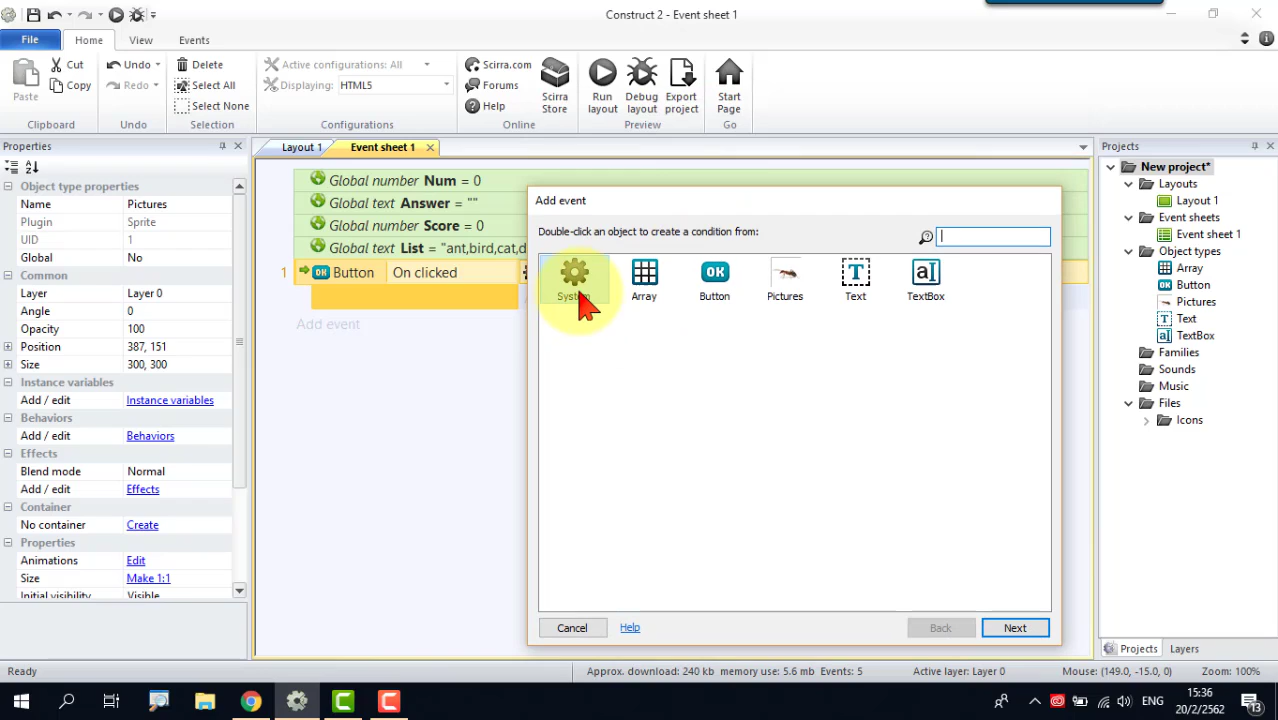 Construct 2 - Event sheet 1
File
Home
View
Events
Paste
Cut
Copy
Clipboard
Undo
Redo
Undo
Delete
Select All
Select None
Selection
Active configurations: All
Displaying: HTML5
Configurations
Scirra.com
Forums
Help
Scirra Store
Online
Run layout
Debug layout
Export project
Preview
Start Page
Go
Properties
Object type properties
Name Pictures
Plugin Sprite
UID 1
Global No
Common
Layer Layer 0
Angle 0
Opacity 100
Position 387, 151
Size 300, 300
Instance variables
Add / edit Instance variables
Behaviors
Add / edit Behaviors
Effects
Blend mode Normal
Add / edit Effects
Container
No container Create
Properties
Animations Edit
Size Make 1:1
Initial visibility Visible
Layout 1
Event sheet 1
Global number Num = 0
Global text Answer = ""
Global number Score = 0
Global text List = "ant,bird,cat,d
1 OK Button On clicked
Add event
Add event
Double-click an object to create a condition from:
System
Array
OK
Button
Pictures
T
Text
aI
TextBox
Cancel
Help
Back
Next
Projects
New project*
Layouts
Layout 1
Event sheets
Event sheet 1
Object types
Array
Button
Pictures
Text
TextBox
Families
Sounds
Music
Files
Icons
Projects
Layers
Ready
Approx. download: 240 kb memory use: 5.6 mb Events: 5
Active layer: Layer 0
Mouse: (149.0, -15.0, 0)
Zoom: 100%
ENG
15:36
20/2/2562
13